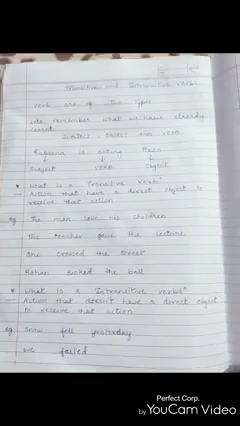 Transitive and Intransitive verb
verb are of Two Types
lets remember what we have already
learnt
SUBJECT, OBJECT AND VERB
is eating
Subject verb object
What is a Transitive verb?
Action that have a direct object to
receive that action
eg The man love his children
The teacher gave the lecture
She crossed the street
Rohan kicked the ball
What is a Intransitive verbs?
Action that doesn't have a direct object
to receive that action
eg Snow fell yesterday
We failed
Perfect Corp.
by YouCam Video